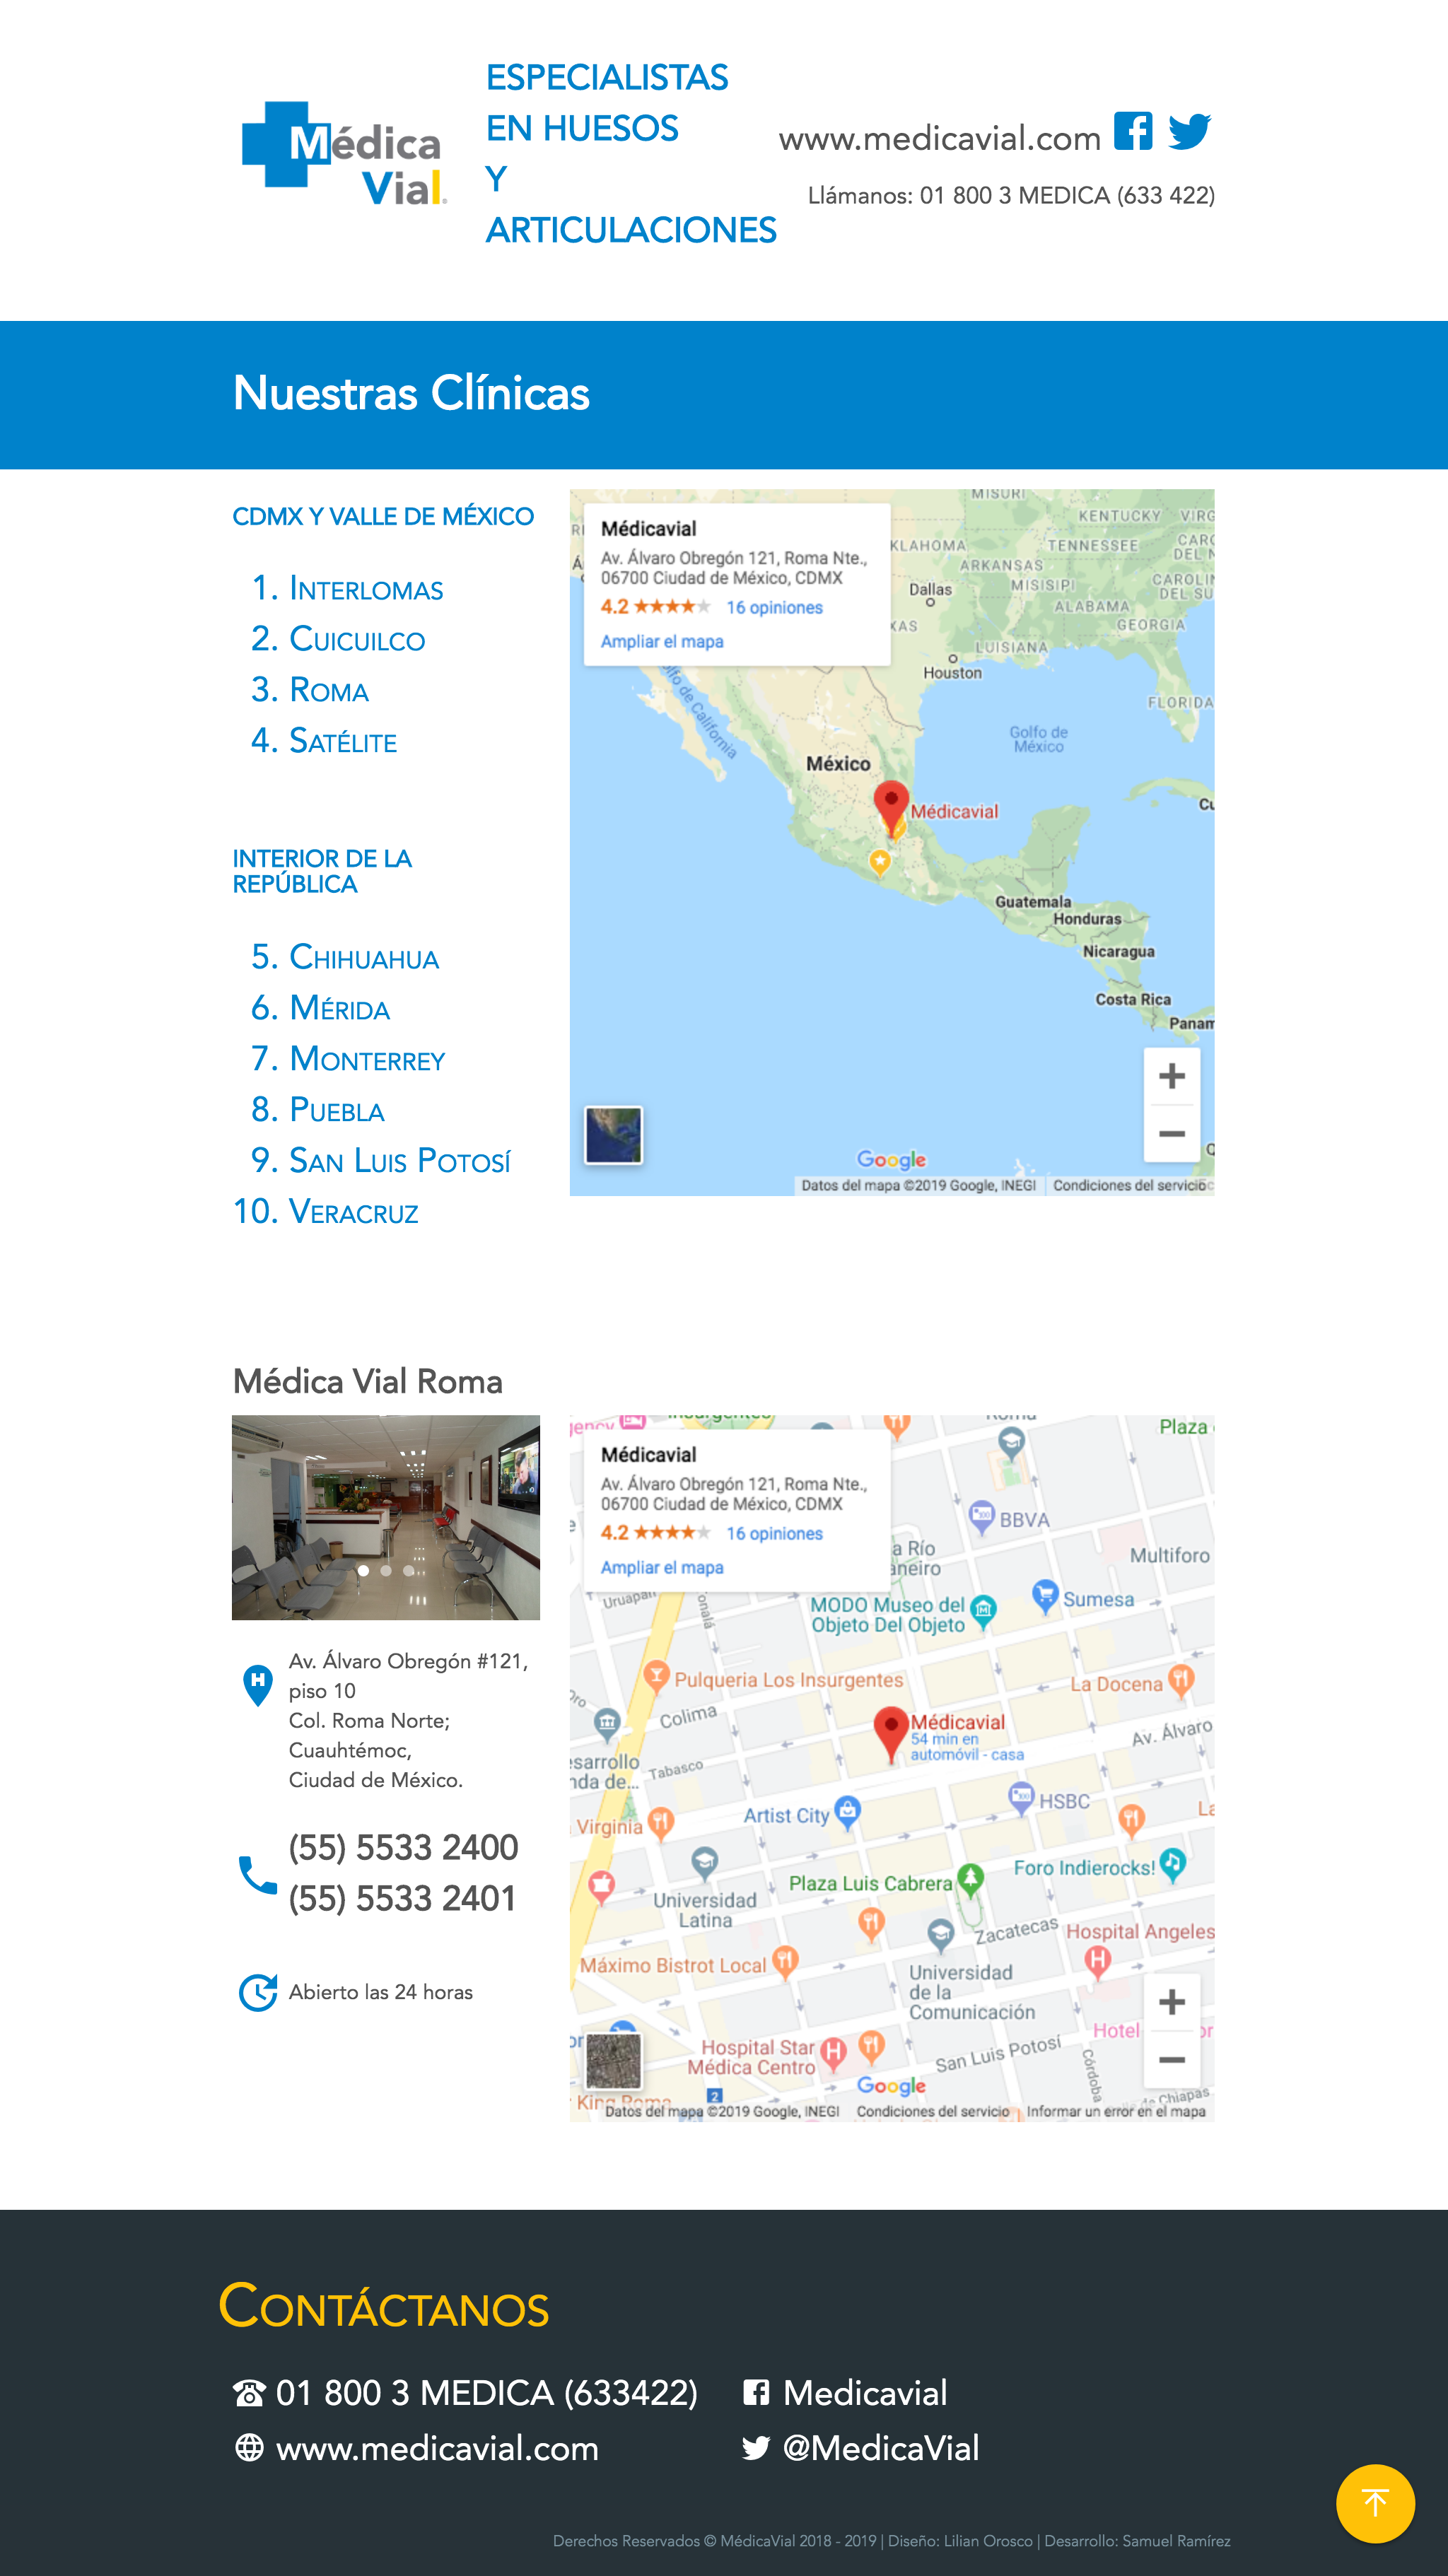 Médica
Vial
ESPECIALISTAS
EN HUESOS
Y
ARTICULACIONES
www.medicavial.com
Llámanos: 01 800 3 MEDICA (633 422)
Nuestras Clínicas
CDMX Y VALLE DE MÉXICO
1. INTERLOMAS
2. CUICUILCO
3. ROMA
4. SATÉLITE
INTERIOR DE LA
REPÚBLICA
5. CHIHUAHUA
6. MÉRIDA
7. MONTERREY
8. PUEBLA
9. SAN LUIS POTOSÍ
10. VERACRUZ
Médicavial
Av. Álvaro Obregón 121, Roma Nte.,
06700 Ciudad de México, CDMX
4.2 16 opiniones
Ampliar el mapa
MISURI
KENTUCKY VIRG
KLAHOMA
TENNESSEE
ARKANSAS
CAROLIN
DEL SU
MISISIPI
Dallas
ALABAMA
GEORGIA
XAS
LUISIANA
Houston
FLORIDA
Golfo de
México
lfo de California
México
Médicavial
Guatemala
Honduras
Nicaragua
Costa Rica
Panam
Google
Datos del mapa ©2019 Google, INEGI
Condiciones del servicio
Médica Vial Roma
Av. Álvaro Obregón #121,
piso 10
Col. Roma Norte;
Cuauhtémoc,
Ciudad de México.
(55) 5533 2400
(55) 5533 2401
Abierto las 24 horas
Médicavial
Av. Álvaro Obregón 121, Roma Nte.,
06700 Ciudad de México, CDMX
4.2 16 opiniones
Ampliar el mapa
Plaza
BBVA
a Río
aneiro
Multiforo
Uruapan
MODO Museo del
Objeto Del Objeto
Sumesa
Pulqueria Los Insurgentes
La Docena
Colima
Médicavial
54 min en
automóvil - casa
Av. Álvaro
esarrollo
nda de...
Tabasco
Artist City
HSBC
Virginia
Foro Indierocks!
Plaza Luis Cabrera
Universidad
Latina
Zacatecas
Hospital Angeles
Máximo Bistrot Local
Universidad
de la
Comunicación
Hotel
Hospital Star
Médica Centro
San Luis Potosí
Córdoba
2
Google
King Roma
Chiapas
Datos del mapa ©2019 Google, INEGI
Condiciones del servicio
Informar un error en el mapa
CONTÁCTANOS
01 800 3 MEDICA (633422)
Medicavial
www.medicavial.com
@MedicaVial
Derechos Reservados © MédicaVial 2018 - 2019 | Diseño: Lilian Orosco | Desarrollo: Samuel Ramírez